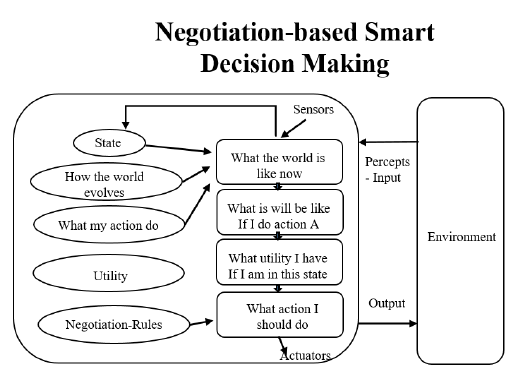 Negotiation-based Smart
Decision Making
Sensors
State
What the world is
like now
How the world
evolves
What my action do
What is will be like
If I do action A
Utility
What utility I have
If I am in this state
Negotiation-Rules
What action I
should do
Actuators
Percepts
- Input
Output
Environment